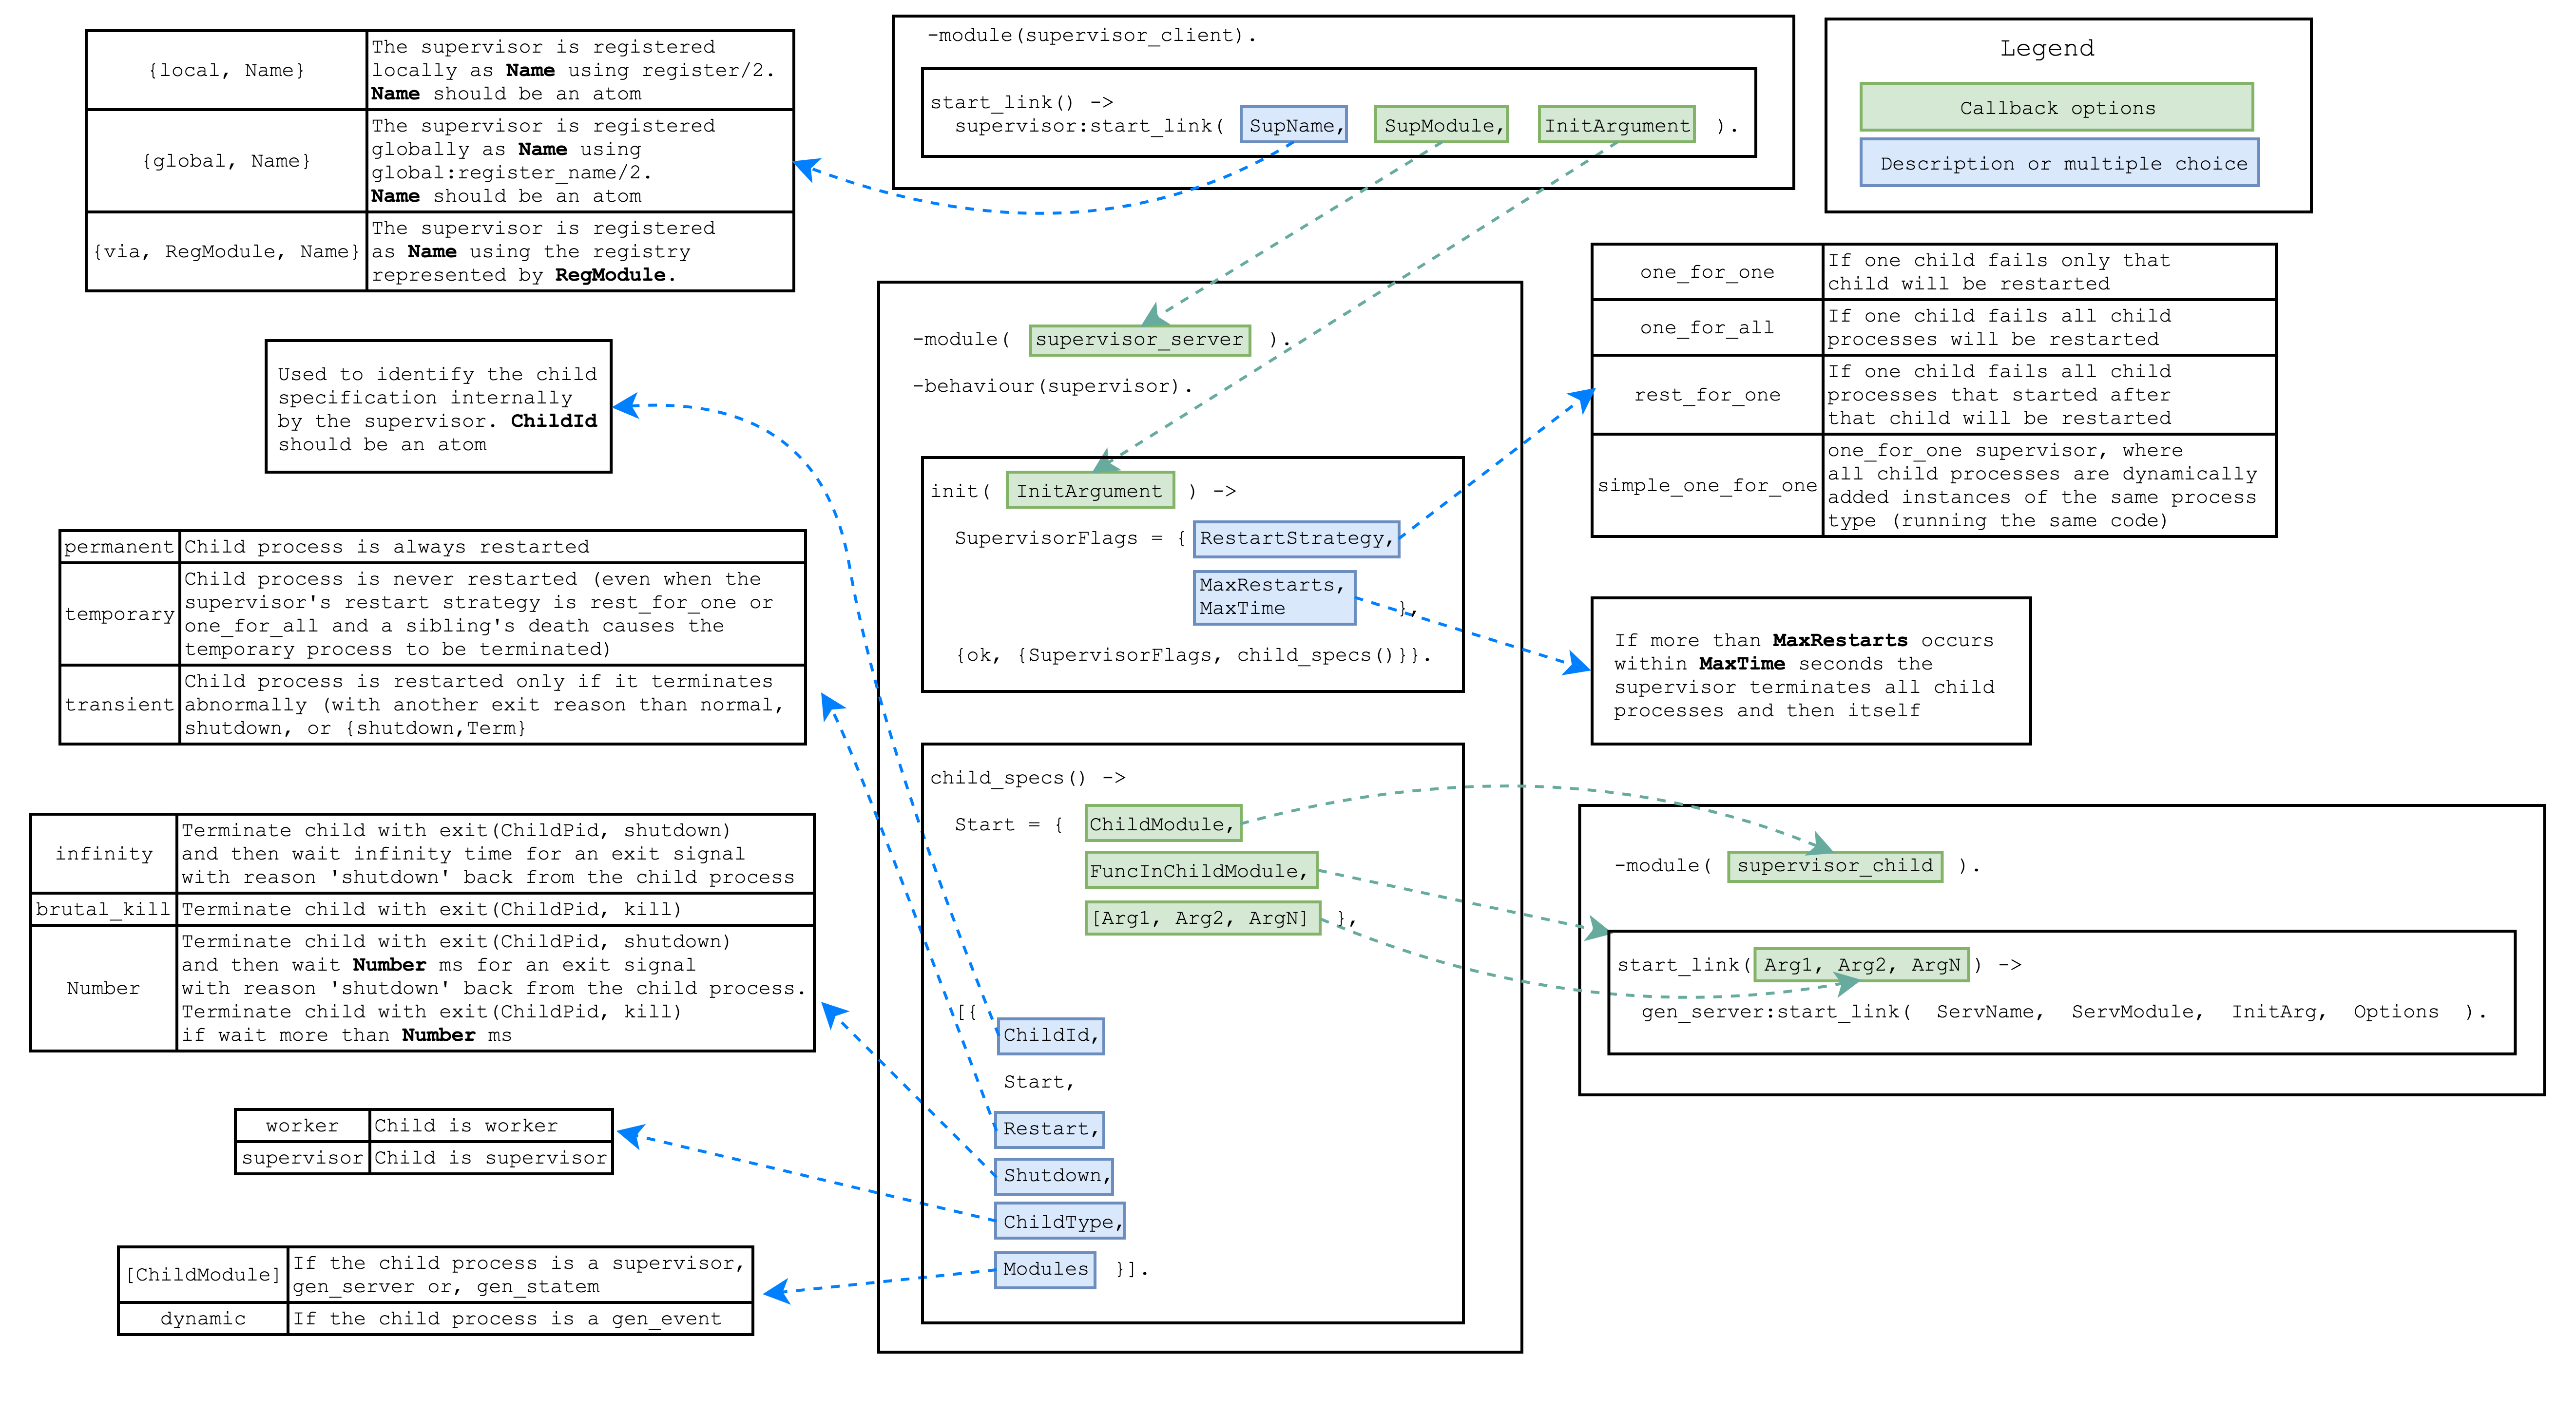 {local, Name}
The supervisor is registered
locally as Name using register/2.
Name should be an atom
{global, Name}
The supervisor is registered
globally as Name using
global:register_name/2.
Name should be an atom
{via, RegModule, Name}
The supervisor is registered
as Name using the registry
represented by RegModule.
-module(supervisor_client).
start_link() ->
supervisor:start_link( SupName, SupModule, InitArgument ).
Legend
Callback options
Description or multiple choice
one_for_one
If one child fails only that
child will be restarted
one_for_all
If one child fails all child
processes will be restarted
rest_for_one
If one child fails all child
processes that started after
that child will be restarted
simple_one_for_one
one_for_one supervisor, where
all child processes are dynamically
added instances of the same process
type (running the same code)
Used to identify the child
specification internally
by the supervisor. ChildId
should be an atom
-module( supervisor_server ).
-behaviour(supervisor).
init( InitArgument ) ->
SupervisorFlags = { RestartStrategy,
MaxRestarts,
MaxTime },
{ok, {SupervisorFlags, child_specs()}}.
If more than MaxRestarts occurs
within MaxTime seconds the
supervisor terminates all child
processes and then itself
permanent
Child process is always restarted
temporary
Child process is never restarted (even when the
supervisor's restart strategy is rest_for_one or
one_for_all and a sibling's death causes the
temporary process to be terminated)
transient
Child process is restarted only if it terminates
abnormally (with another exit reason than normal,
shutdown, or {shutdown,Term}
child_specs() ->
Start = { ChildModule,
FuncInChildModule,
[Arg1, Arg2, ArgN] },
[{
ChildId,
Start,
Restart,
Shutdown,
ChildType,
Modules }].
-module( supervisor_child ).
start_link( Arg1, Arg2, ArgN ) ->
gen_server:start_link( ServName, ServModule, InitArg, Options ).
infinity
Terminate child with exit(ChildPid, shutdown)
and then wait infinity time for an exit signal
with reason 'shutdown' back from the child process
brutal_kill
Terminate child with exit(ChildPid, kill)
Number
Terminate child with exit(ChildPid, shutdown)
and then wait Number ms for an exit signal
with reason 'shutdown' back from the child process.
Terminate child with exit(ChildPid, kill)
if wait more than Number ms
worker
Child is worker
supervisor
Child is supervisor
[ChildModule]
If the child process is a supervisor,
gen_server or, gen_statem
dynamic
If the child process is a gen_event